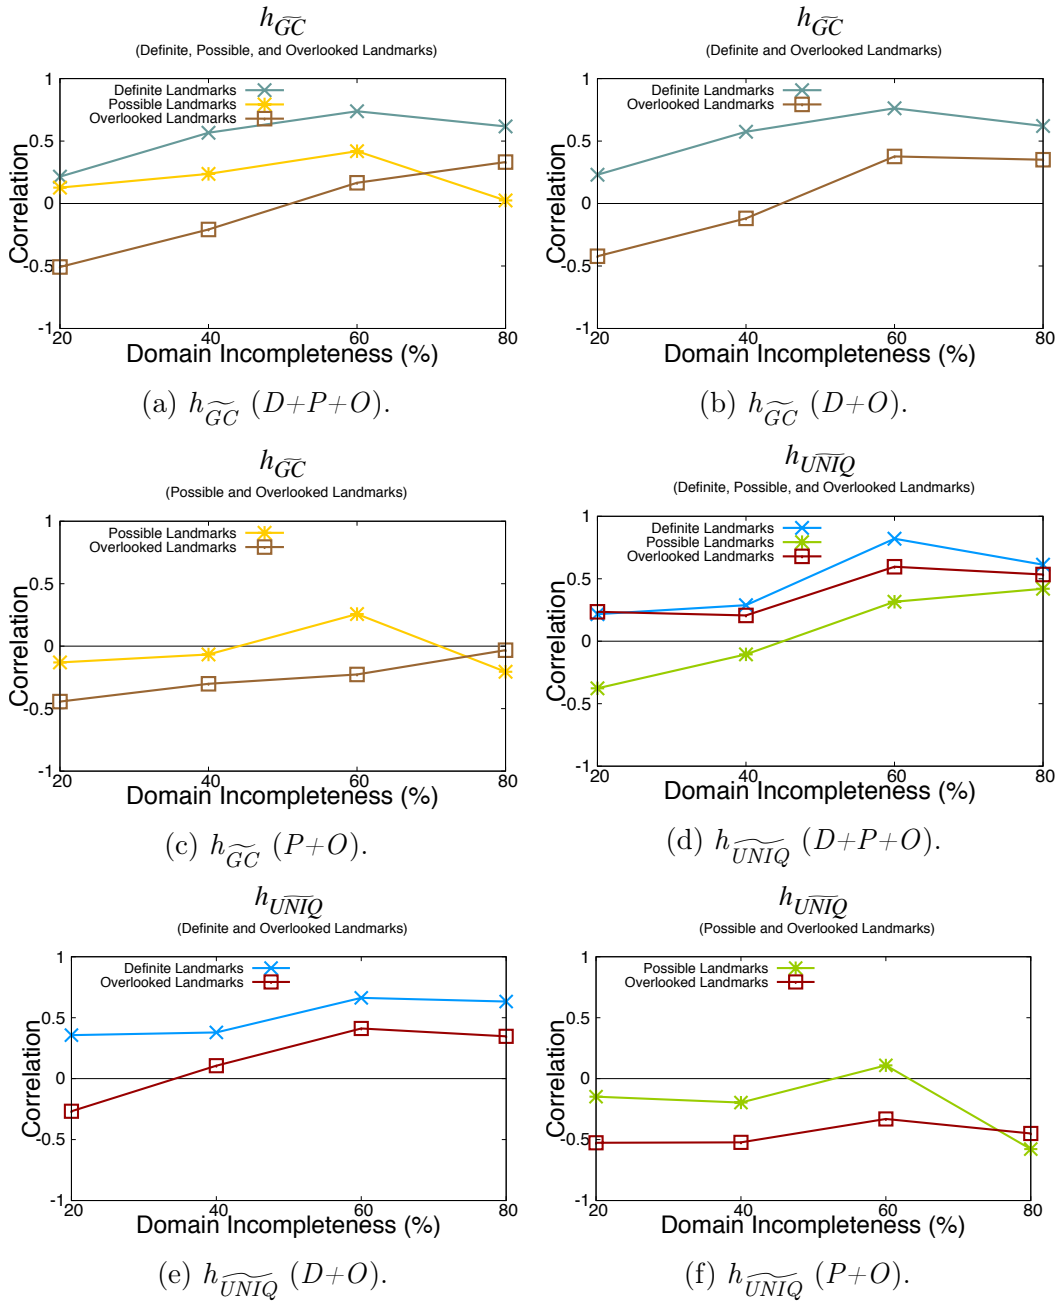 h_{\widetilde{GC}}
(Definite, Possible, and Overlooked Landmarks)
1
0.5
0
-0.5
-1
Correlation
Definite Landmarks
Possible Landmarks
Overlooked Landmarks
20 40 60 80
Domain Incompleteness (%)
(a) h_{\widetilde{GC}} (D+P+O).
h_{\widetilde{GC}}
(Definite and Overlooked Landmarks)
1
0.5
0
-0.5
-1
Correlation
Definite Landmarks
Overlooked Landmarks
20 40 60 80
Domain Incompleteness (%)
(b) h_{\widetilde{GC}} (D+O).
h_{\widetilde{GC}}
(Possible and Overlooked Landmarks)
1
0.5
0
-0.5
-1
Correlation
Possible Landmarks
Overlooked Landmarks
20 40 60 80
Domain Incompleteness (%)
(c) h_{\widetilde{GC}} (P+O).
h_{\widetilde{UNIQ}}
(Definite, Possible, and Overlooked Landmarks)
1
0.5
0
-0.5
-1
Correlation
Definite Landmarks
Possible Landmarks
Overlooked Landmarks
20 40 60 80
Domain Incompleteness (%)
(d) h_{\widetilde{UNIQ}} (D+P+O).
h_{\widetilde{UNIQ}}
(Definite and Overlooked Landmarks)
1
0.5
0
-0.5
-1
Correlation
Definite Landmarks
Overlooked Landmarks
20 40 60 80
Domain Incompleteness (%)
(e) h_{\widetilde{UNIQ}} (D+O).
h_{\widetilde{UNIQ}}
(Possible and Overlooked Landmarks)
1
0.5
0
-0.5
-1
Correlation
Possible Landmarks
Overlooked Landmarks
20 40 60 80
Domain Incompleteness (%)
(f) h_{\widetilde{UNIQ}} (P+O).